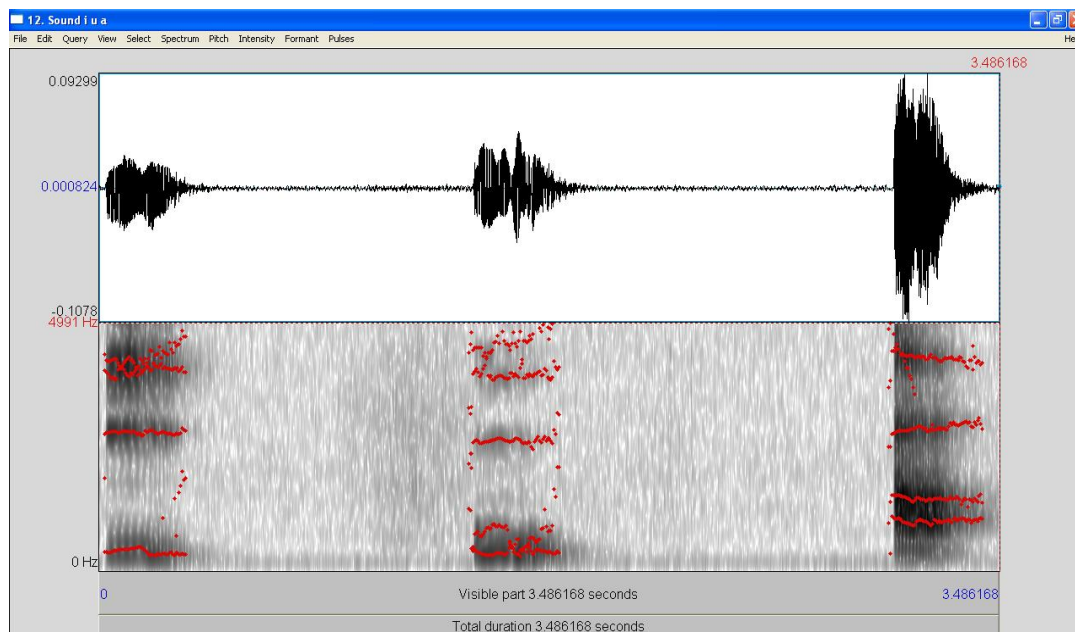 12. Sound i u a
File Edit Query View Select Spectrum Pitch Intensity Formant Pulses He
3.486168
0.09299
0.000824
-0.1078
4991 Hz
0 Hz
0 Visible part 3.486168 seconds 3.486168
Total duration 3.486168 seconds